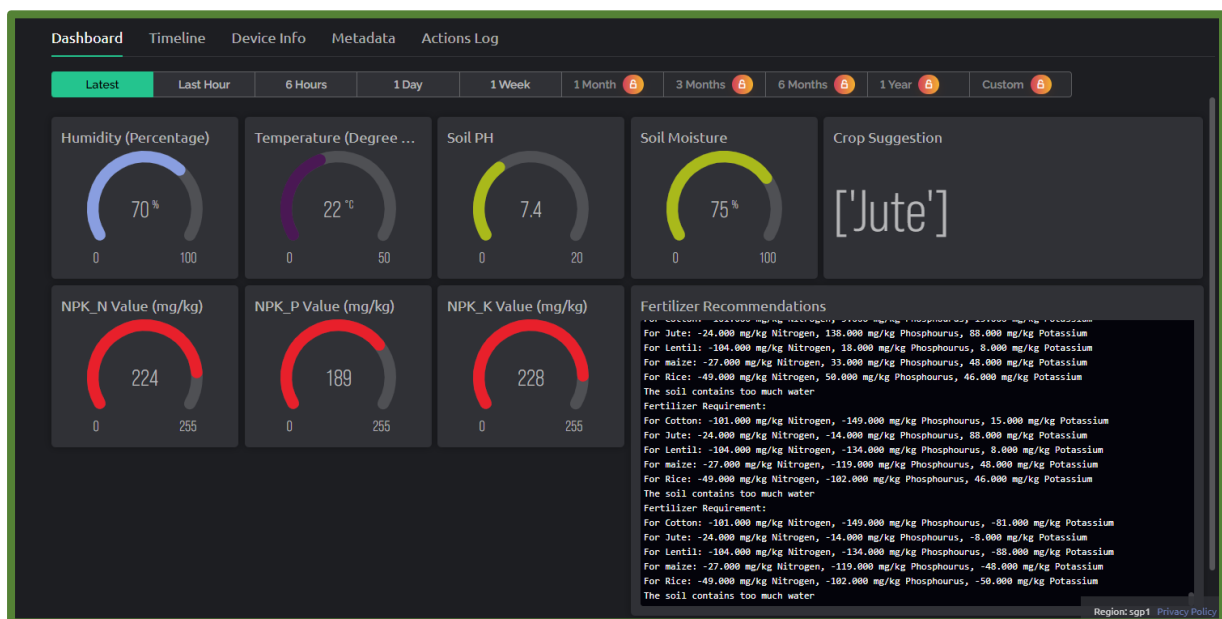 Dashboard Timeline Device Info Metadata Actions Log
Latest Last Hour 6 Hours 1 Day 1 Week 1 Month 3 Months 6 Months 1 Year Custom
Humidity (Percentage) Temperature (Degree ... Soil PH Soil Moisture Crop Suggestion
70 % 22 °C 7.4 75 % ['Jute']
0 100 0 50 0 20 0 100
NPK_N Value (mg/kg) NPK_P Value (mg/kg) NPK_K Value (mg/kg) Fertilizer Recommendations
224 189 228
0 255 0 255 0 255
For Jute: -24.000 mg/kg Nitrogen, 138.000 mg/kg Phosphourus, 88.000 mg/kg Potassium
For Lentil: -104.000 mg/kg Nitrogen, 18.000 mg/kg Phosphourus, 8.000 mg/kg Potassium
For maize: -27.000 mg/kg Nitrogen, 33.000 mg/kg Phosphourus, 48.000 mg/kg Potassium
For Rice: -49.000 mg/kg Nitrogen, 50.000 mg/kg Phosphourus, 46.000 mg/kg Potassium
The soil contains too much water
Fertilizer Requirement:
For Cotton: -101.000 mg/kg Nitrogen, -149.000 mg/kg Phosphourus, 15.000 mg/kg Potassium
For Jute: -24.000 mg/kg Nitrogen, -14.000 mg/kg Phosphourus, 88.000 mg/kg Potassium
For Lentil: -104.000 mg/kg Nitrogen, -134.000 mg/kg Phosphourus, 8.000 mg/kg Potassium
For maize: -27.000 mg/kg Nitrogen, -119.000 mg/kg Phosphourus, 48.000 mg/kg Potassium
For Rice: -49.000 mg/kg Nitrogen, -102.000 mg/kg Phosphourus, 46.000 mg/kg Potassium
The soil contains too much water
Fertilizer Requirement:
For Cotton: -101.000 mg/kg Nitrogen, -149.000 mg/kg Phosphourus, -81.000 mg/kg Potassium
For Jute: -24.000 mg/kg Nitrogen, -14.000 mg/kg Phosphourus, -8.000 mg/kg Potassium
For Lentil: -104.000 mg/kg Nitrogen, -134.000 mg/kg Phosphourus, -88.000 mg/kg Potassium
For maize: -27.000 mg/kg Nitrogen, -119.000 mg/kg Phosphourus, -48.000 mg/kg Potassium
For Rice: -49.000 mg/kg Nitrogen, -102.000 mg/kg Phosphourus, -50.000 mg/kg Potassium
The soil contains too much water
Region: sgp1 Privacy Policy